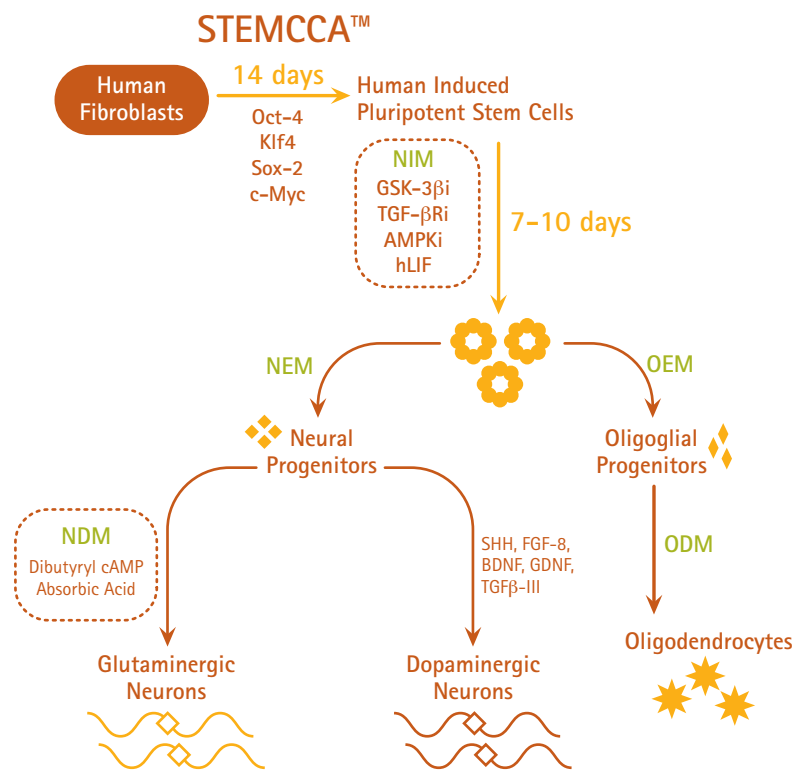 STEMCCA™
Human
Fibroblasts
14 days
Oct-4
Klf4
Sox-2
c-Myc
Human Induced
Pluripotent Stem Cells
NIM
GSK-3βi
TGF-βRi
AMPKi
hLIF
7-10 days
NEM
OEM
Neural
Progenitors
Oligoglial
Progenitors
NDM
Dibutyryl cAMP
Absorbic Acid
SHH, FGF-8,
BDNF, GDNF,
TGFβ-III
ODM
Glutaminergic
Neurons
Dopaminergic
Neurons
Oligodendrocytes